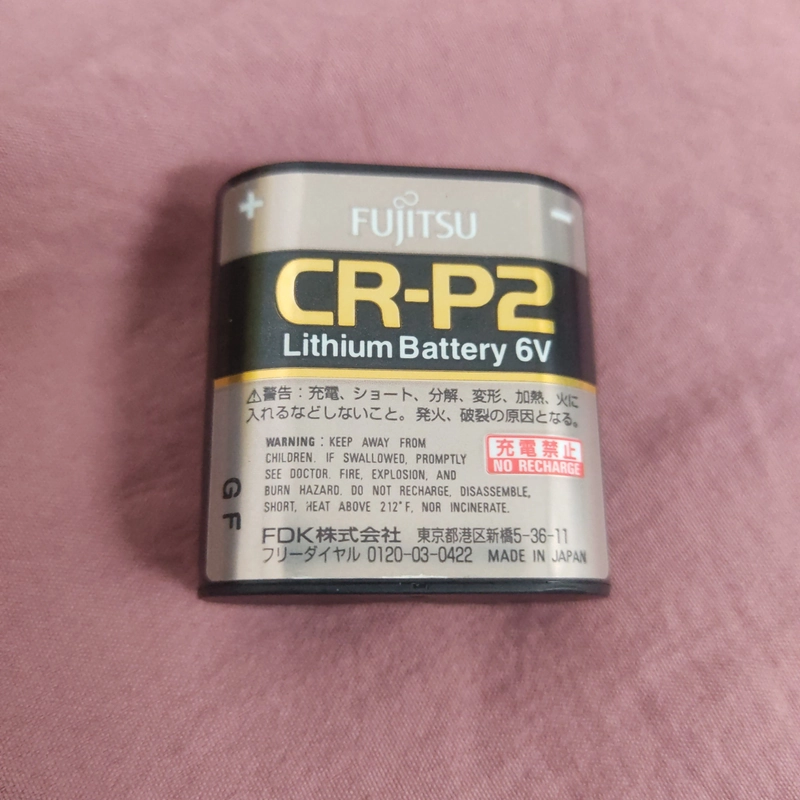 + FUJITSU −
CR-P2
Lithium Battery 6V
⚠警告：充電、ショート、分解、変形、加熱、火に
入れるなどしないこと。発火、破裂の原因となる。
WARNING : KEEP AWAY FROM
CHILDREN. IF SWALLOWED, PROMPTLY
SEE DOCTOR. FIRE, EXPLOSION, AND
BURN HAZARD. DO NOT RECHARGE, DISASSEMBLE,
SHORT, HEAT ABOVE 212°F, NOR INCINERATE.
充電禁止
NO RECHARGE
GF
FDK株式会社 東京都港区新橋5-36-11
フリーダイヤル 0120-03-0422 MADE IN JAPAN